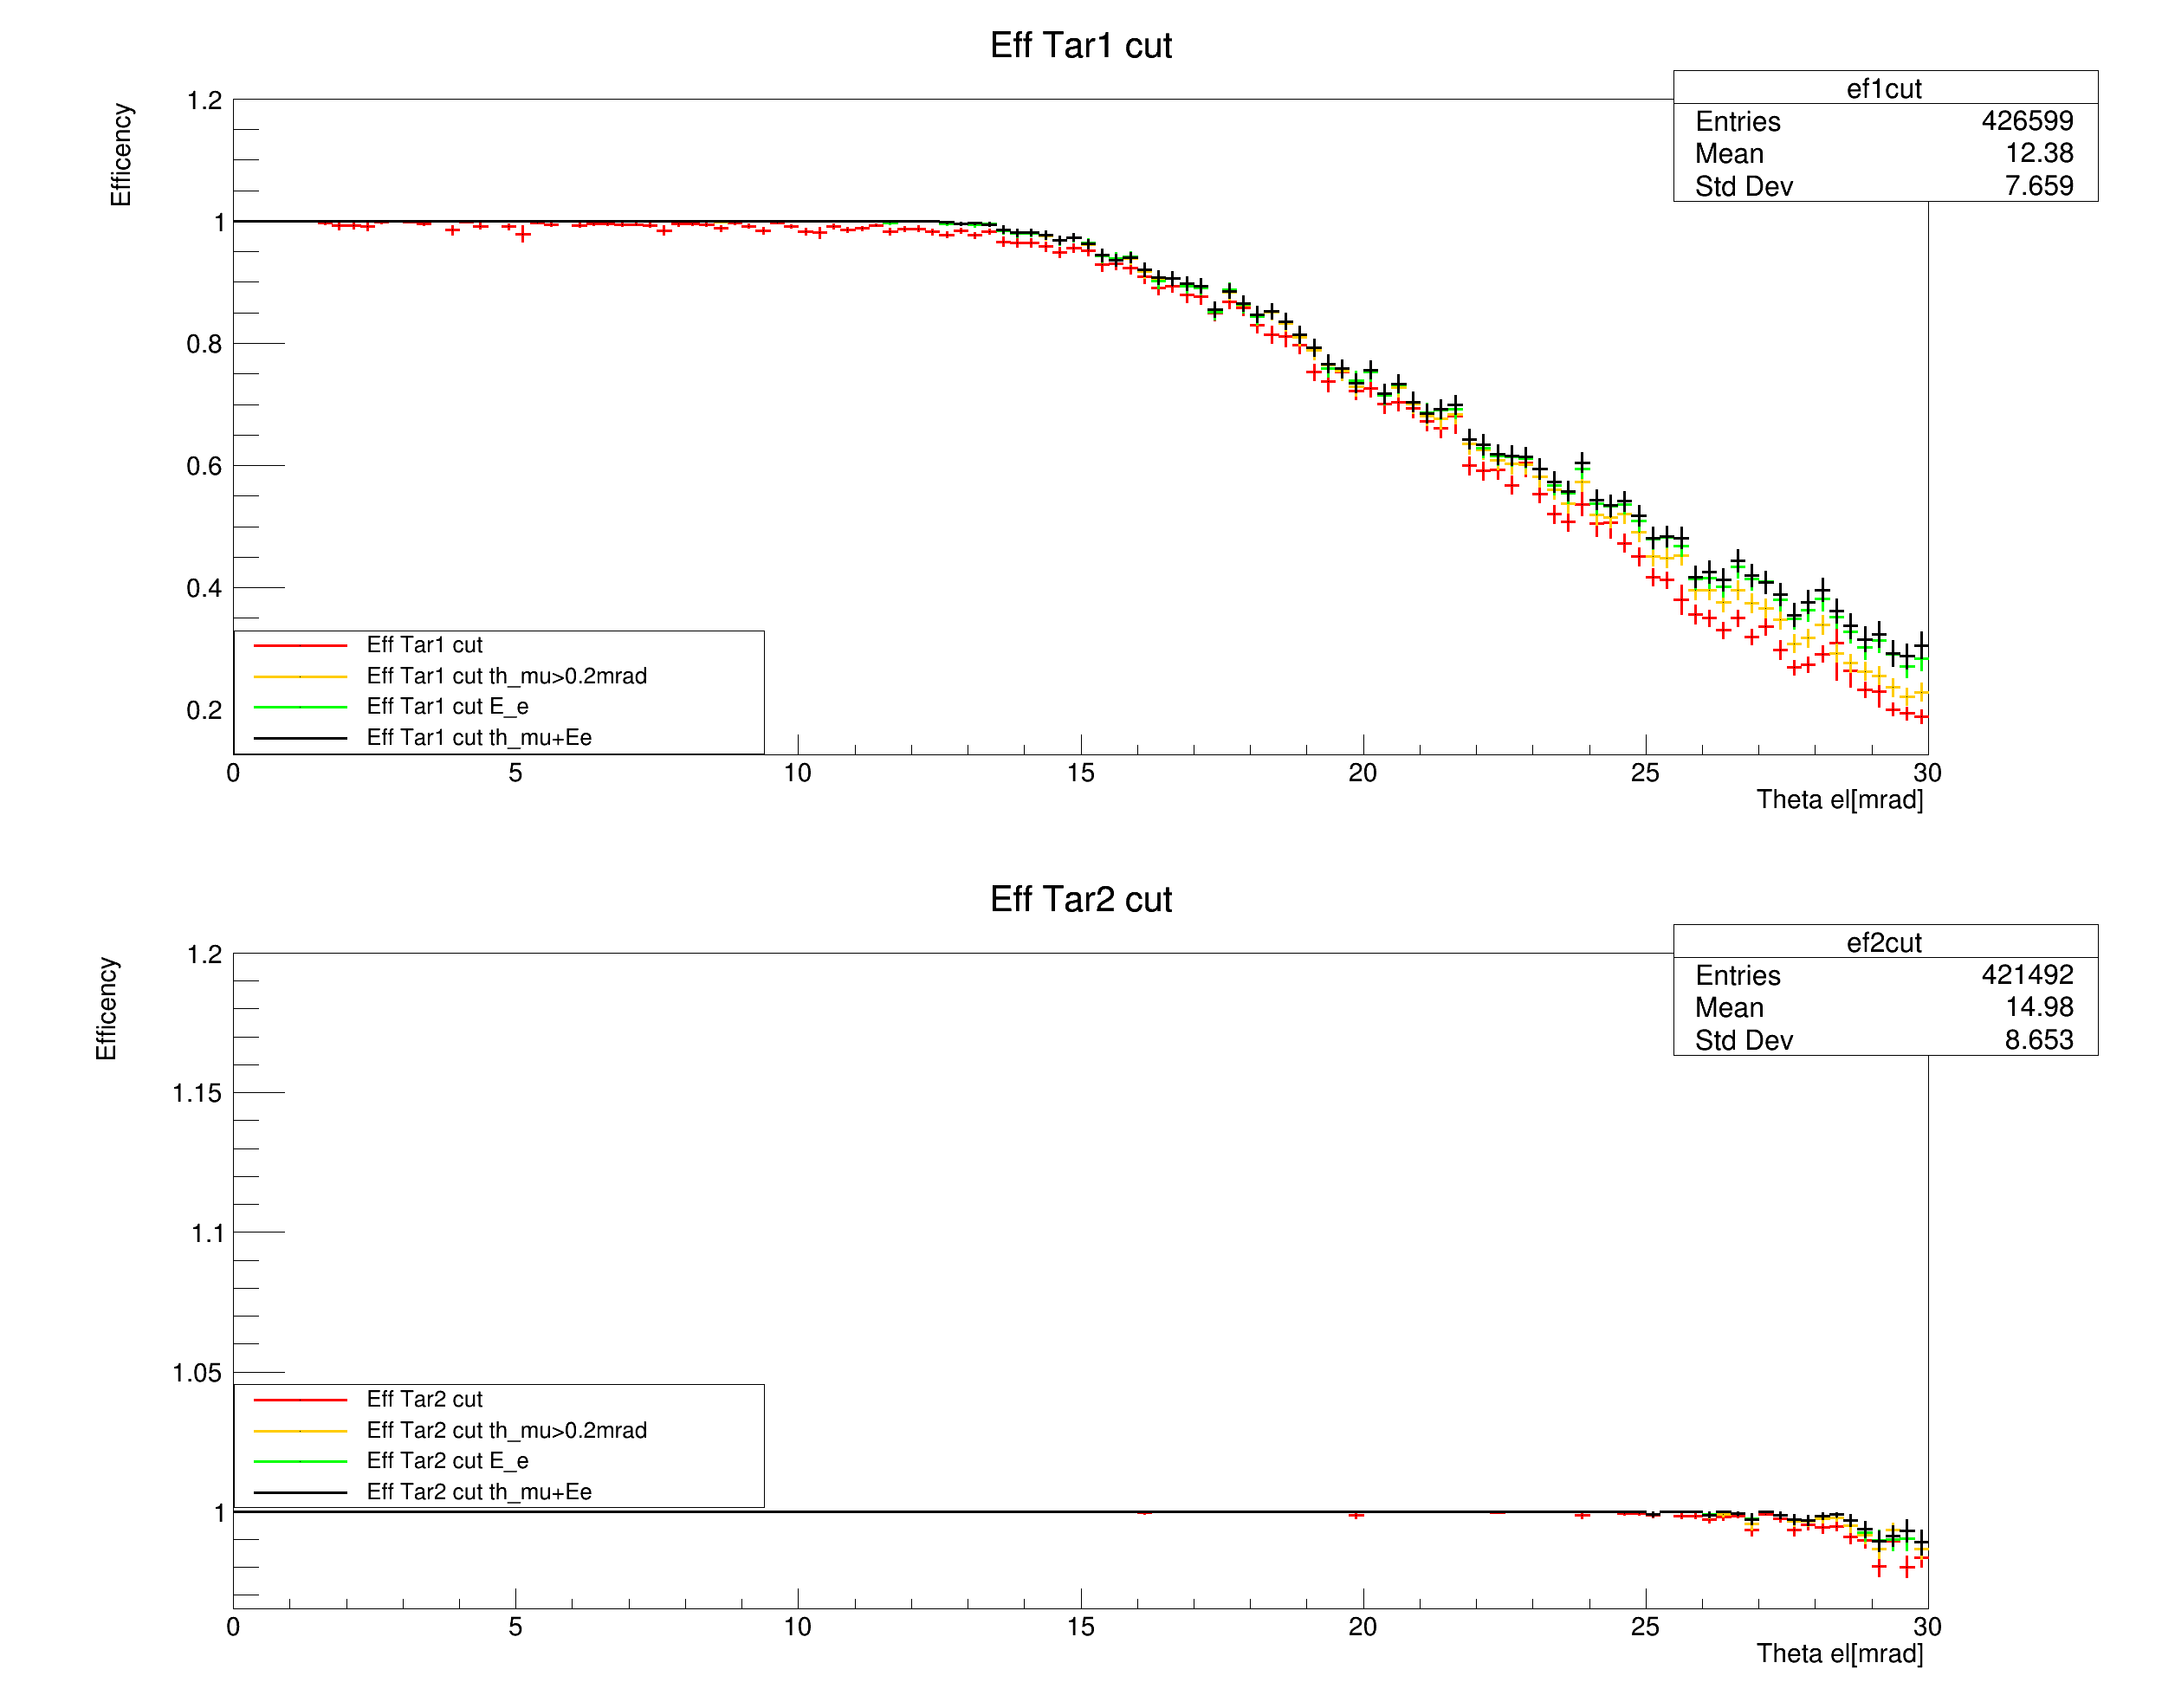 Eff Tar1 cut
ef1cut
Entries 426599
Mean 12.38
Std Dev 7.659
Efficency
1.2
1
0.8
0.6
0.4
0.2
Eff Tar1 cut
Eff Tar1 cut th_mu>0.2mrad
Eff Tar1 cut E_e
Eff Tar1 cut th_mu+Ee
0 5 10 15 20 25 30
Theta el[mrad]
Eff Tar2 cut
ef2cut
Entries 421492
Mean 14.98
Std Dev 8.653
Efficency
1.2
1.15
1.1
1.05
1
Eff Tar2 cut
Eff Tar2 cut th_mu>0.2mrad
Eff Tar2 cut E_e
Eff Tar2 cut th_mu+Ee
0 5 10 15 20 25 30
Theta el[mrad]